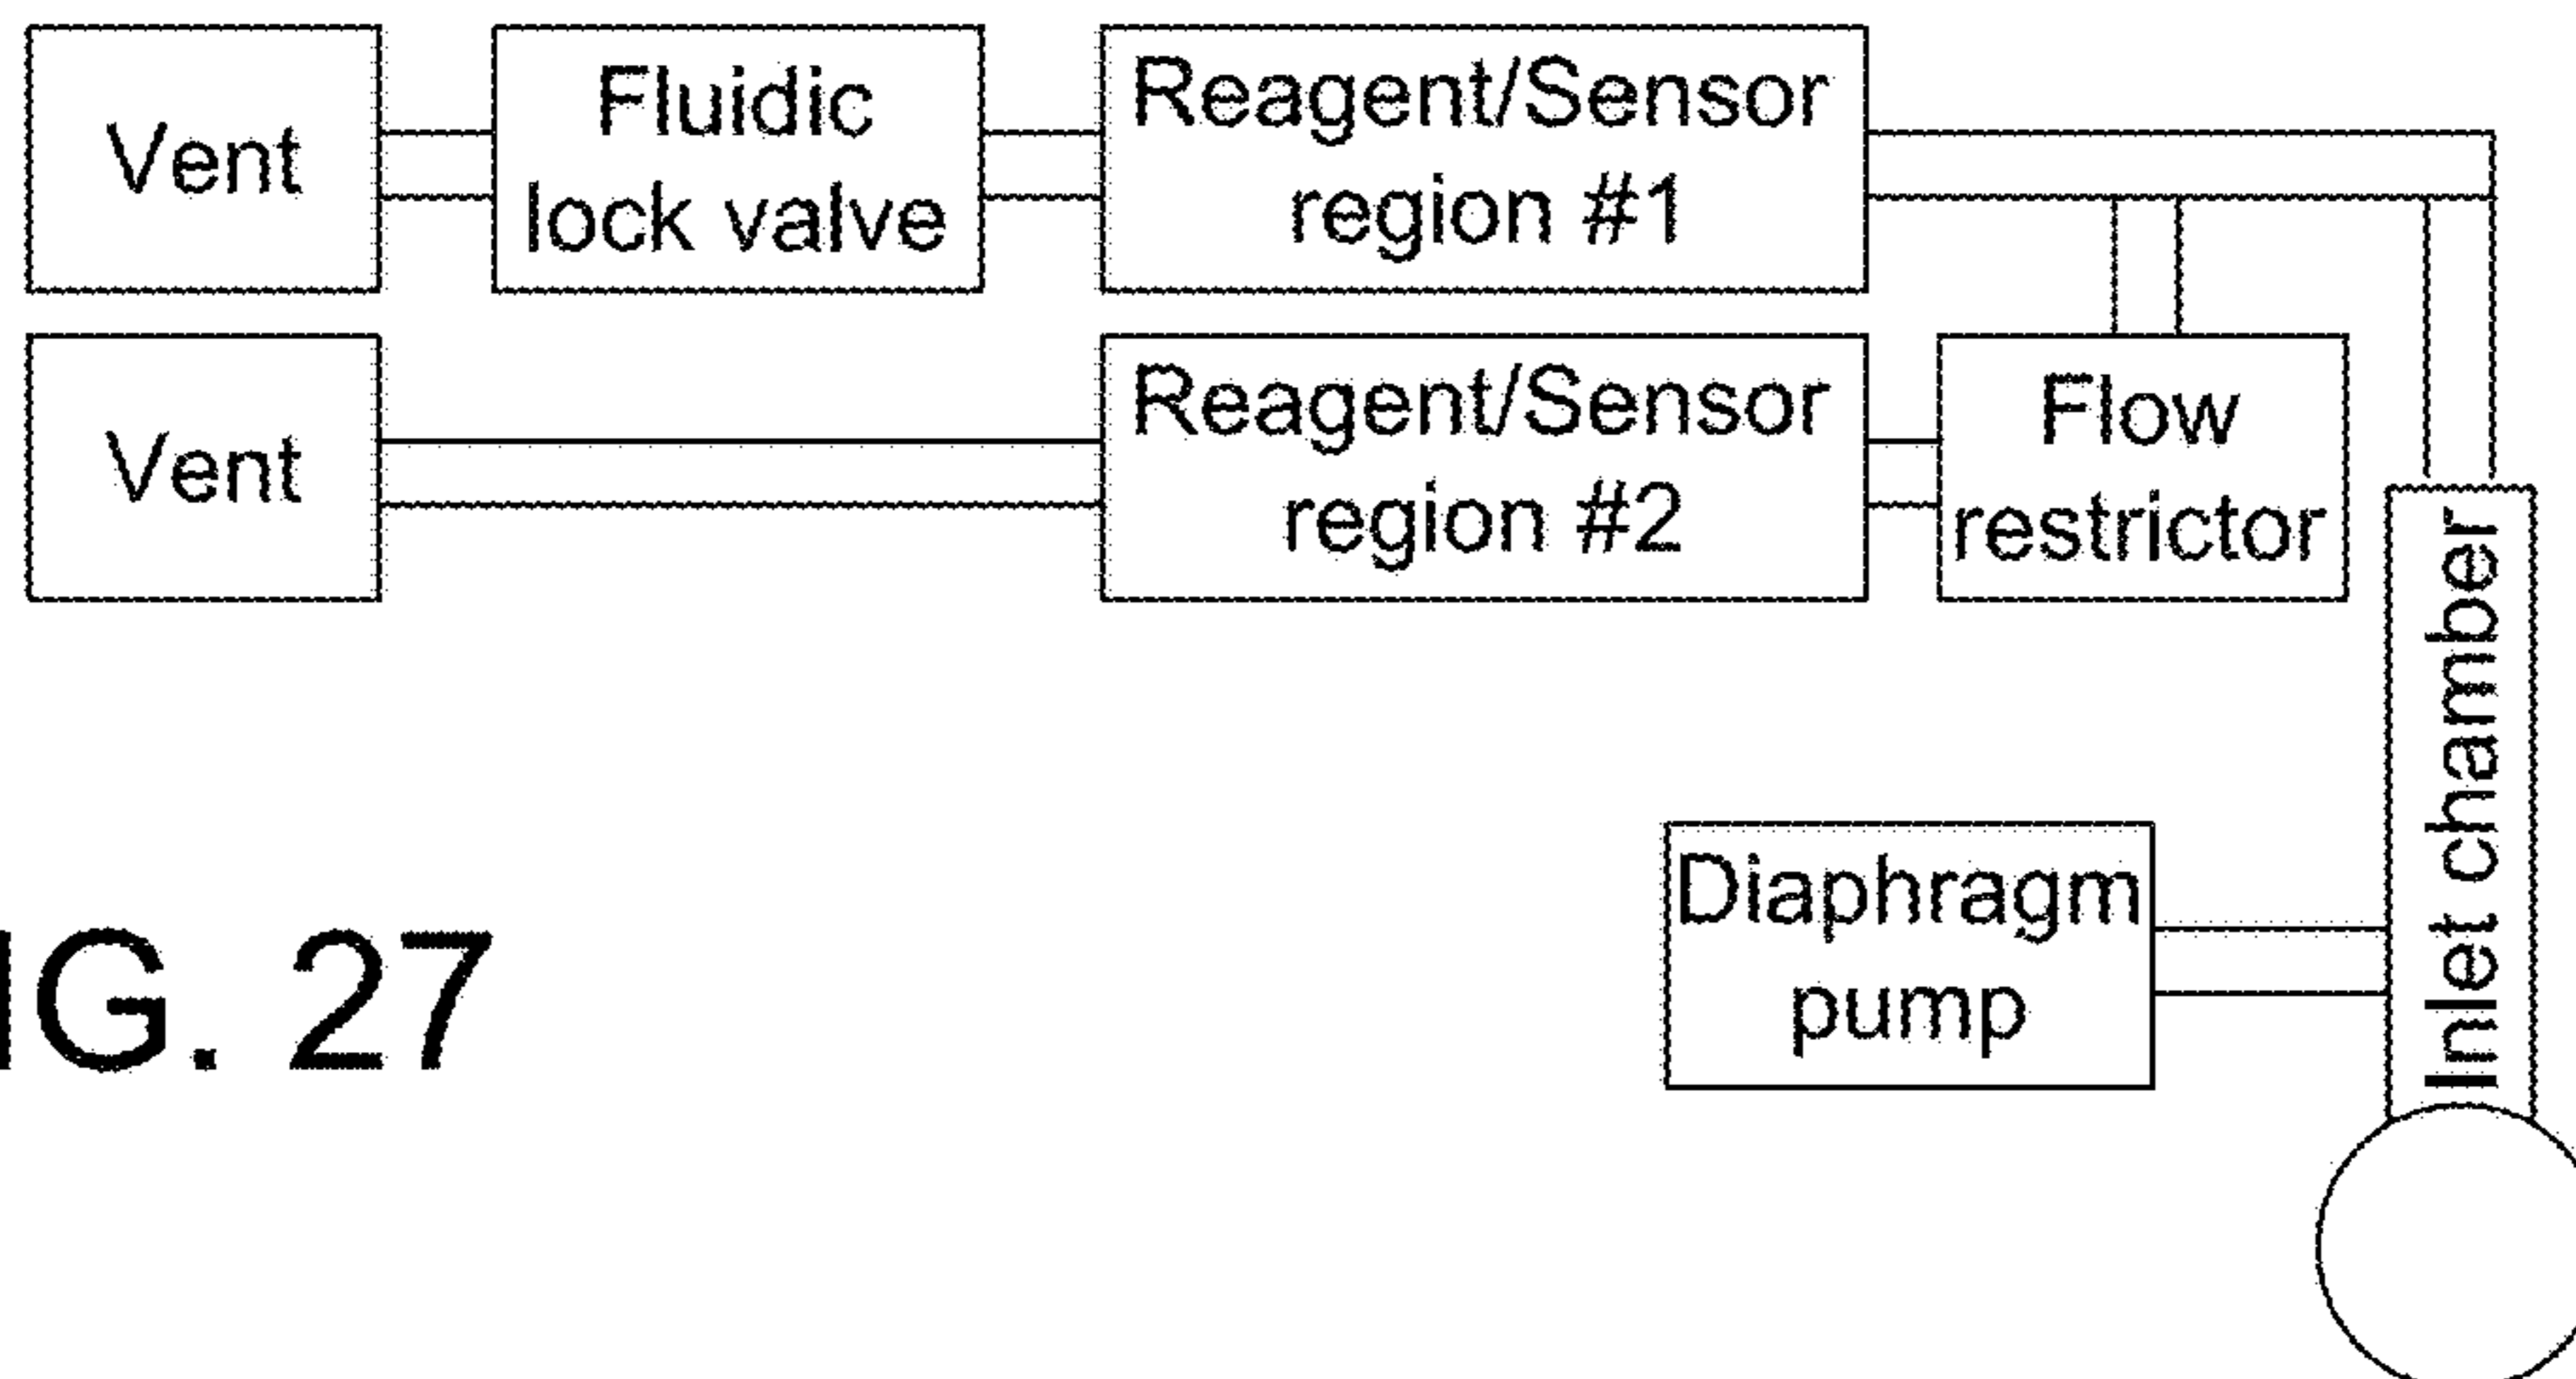 Vent
Fluidic
lock valve
Reagent/Sensor
region #1
Vent
Reagent/Sensor
region #2
Flow
restrictor
Inlet chamber
Diaphragm
pump
IG. 27